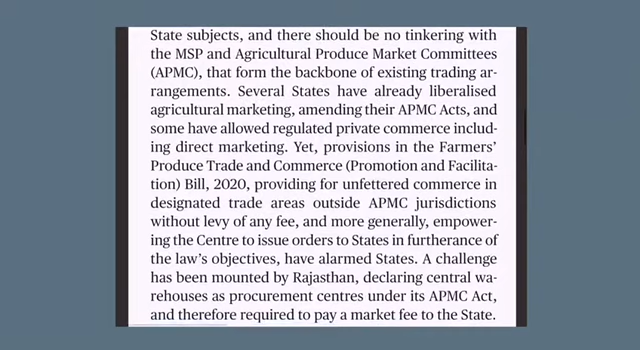 State subjects, and there should be no tinkering with
the MSP and Agricultural Produce Market Committees
(APMC), that form the backbone of existing trading ar-
rangements. Several States have already liberalised
agricultural marketing, amending their APMC Acts, and
some have allowed regulated private commerce includ-
ing direct marketing. Yet, provisions in the Farmers’
Produce Trade and Commerce (Promotion and Facilita-
tion) Bill, 2020, providing for unfettered commerce in
designated trade areas outside APMC jurisdictions
without levy of any fee, and more generally, empower-
ing the Centre to issue orders to States in furtherance of
the law’s objectives, have alarmed States. A challenge
has been mounted by Rajasthan, declaring central wa-
rehouses as procurement centres under its APMC Act,
and therefore required to pay a market fee to the State.